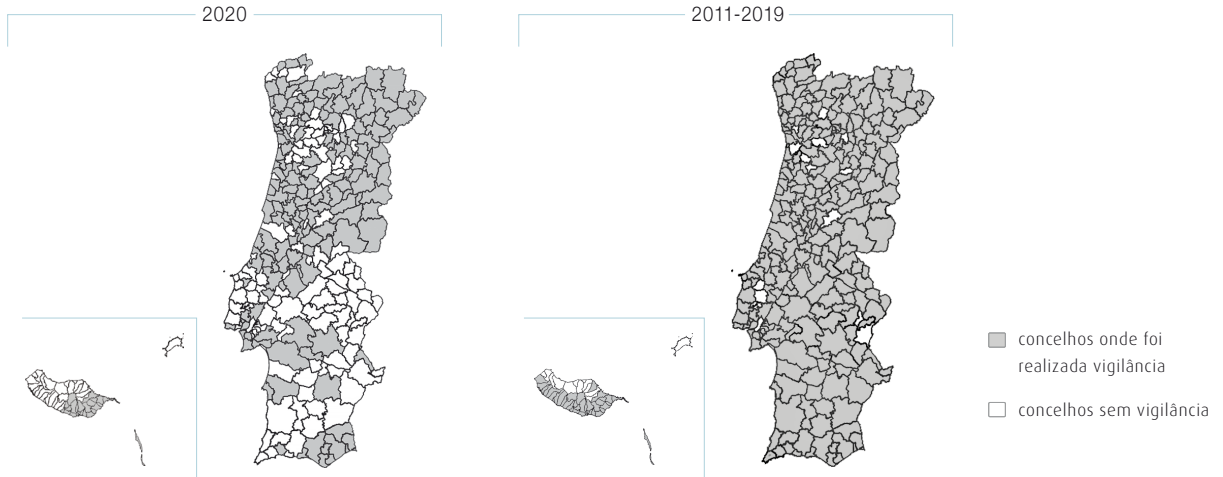 2020
2011-2019
concelhos onde foi
realizada vigilância
concelhos sem vigilância